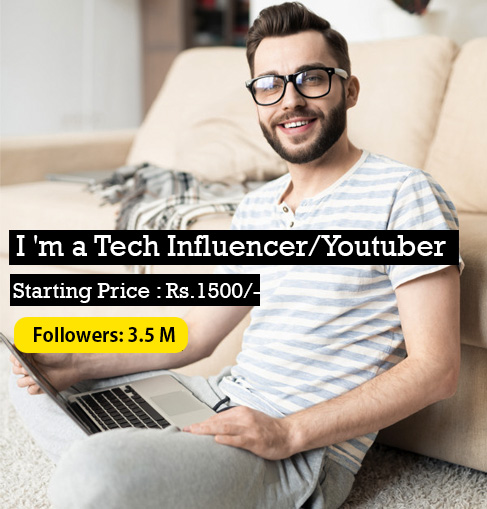 I 'm a Tech Influencer/Youtuber
Starting Price : Rs.1500/-
Followers: 3.5 M